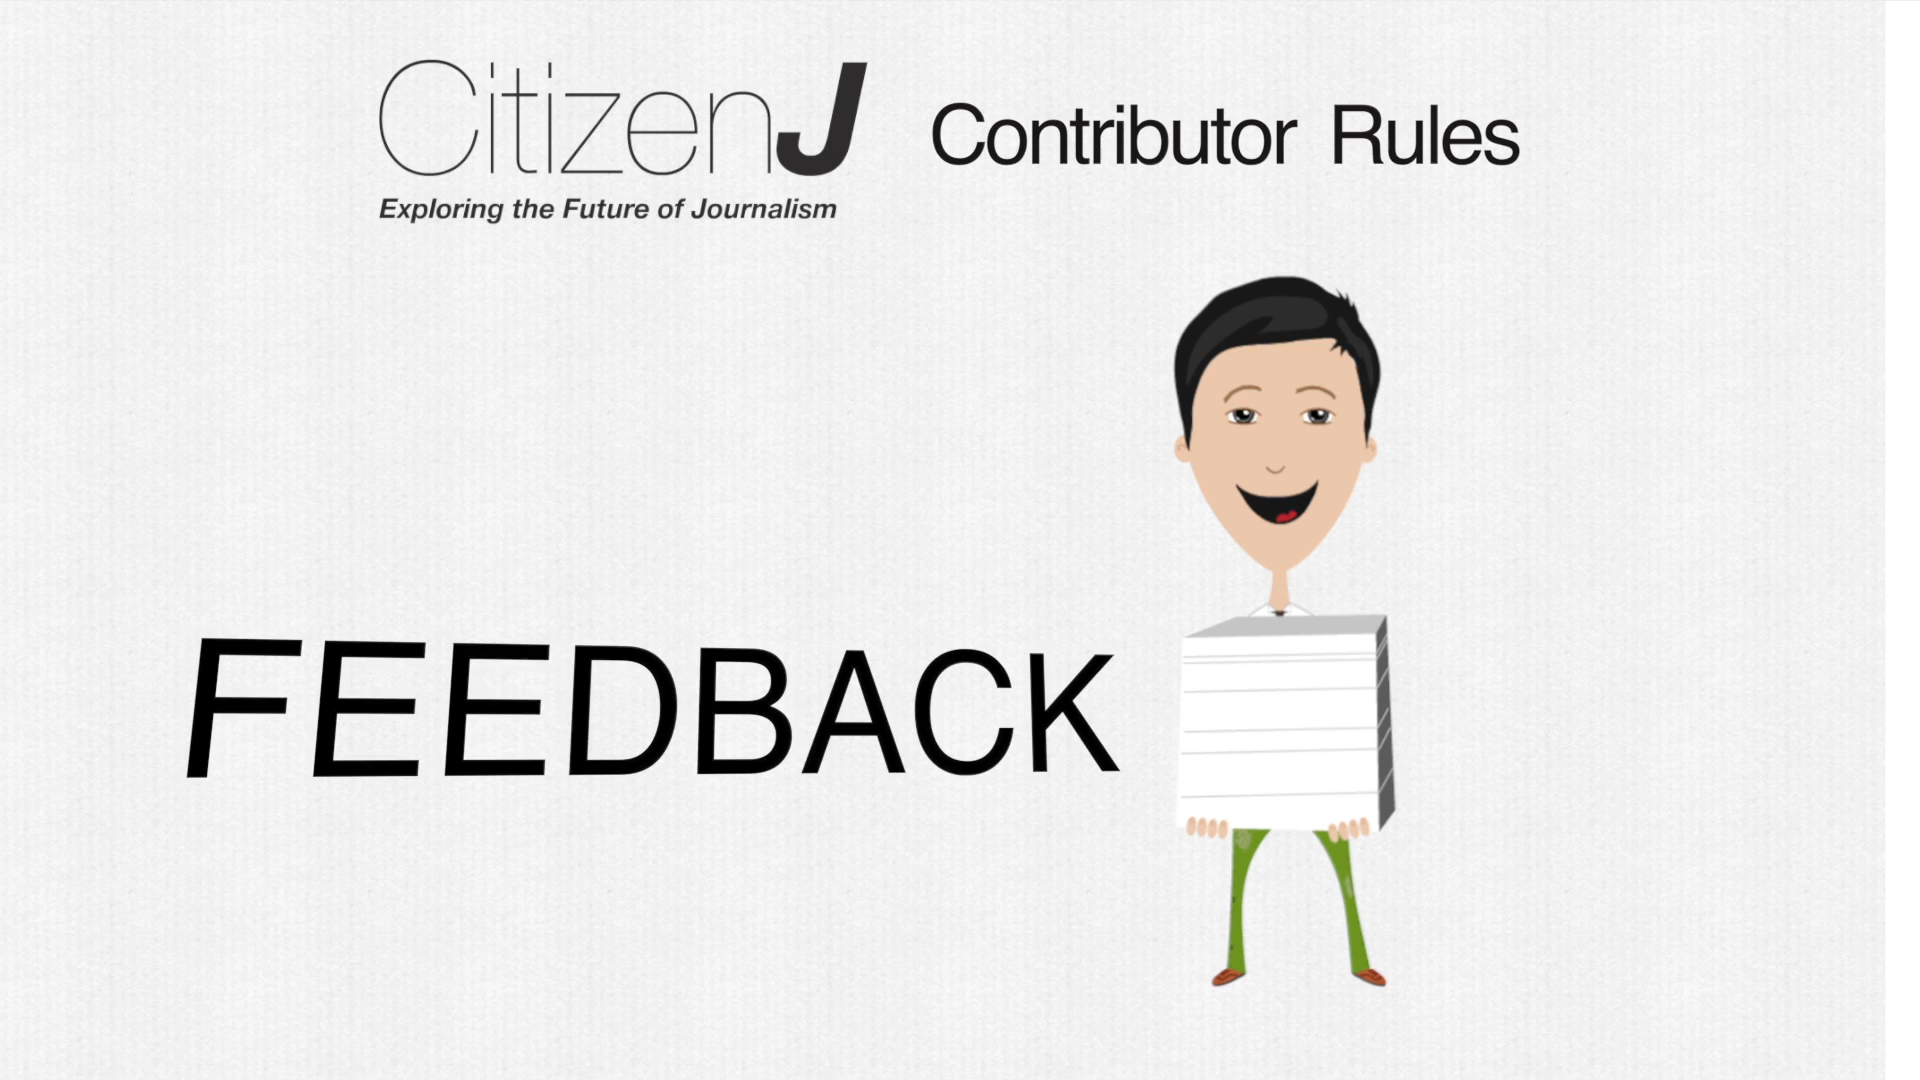 CitizenJ Contributor Rules
Exploring the Future of Journalism
FEEDBACK